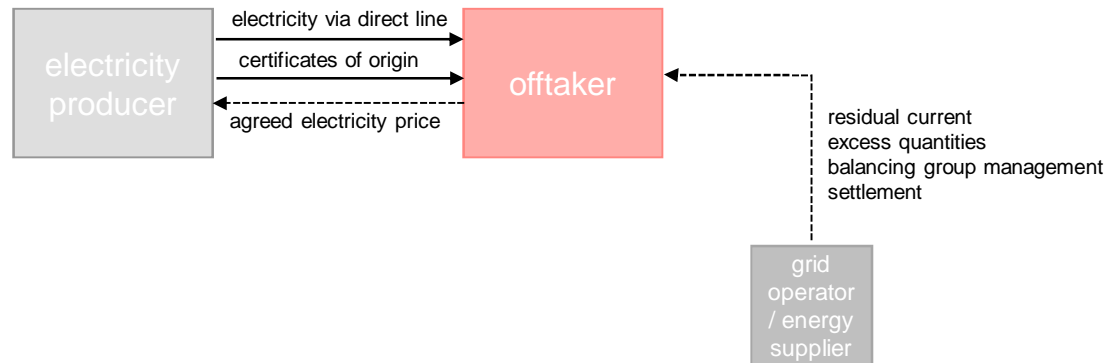 electricity producer
electricity via direct line
certificates of origin
agreed electricity price
offtaker
residual current
excess quantities
balancing group management
settlement
grid
operator
/ energy
supplier